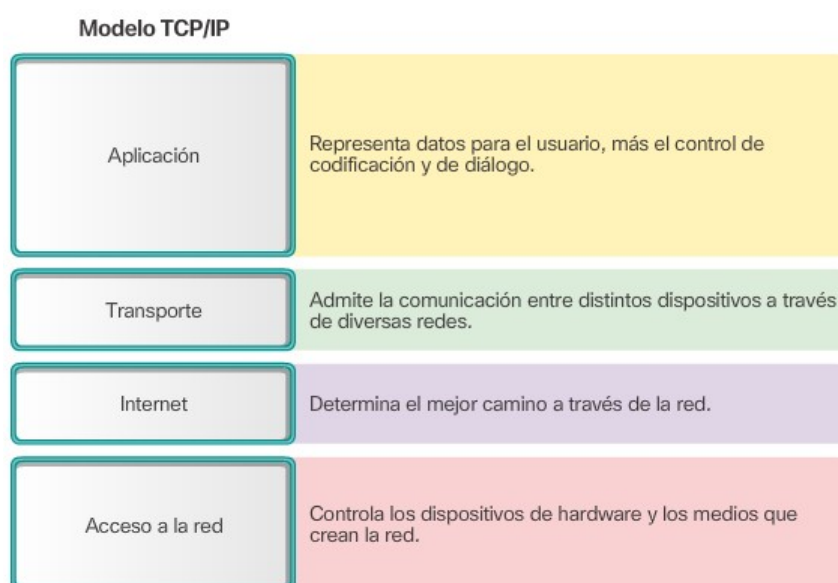 Modelo TCP/IP
Aplicación
Representa datos para el usuario, más el control de
codificación y de diálogo.
Transporte
Admite la comunicación entre distintos dispositivos a través
de diversas redes.
Internet
Determina el mejor camino a través de la red.
Acceso a la red
Controla los dispositivos de hardware y los medios que
crean la red.